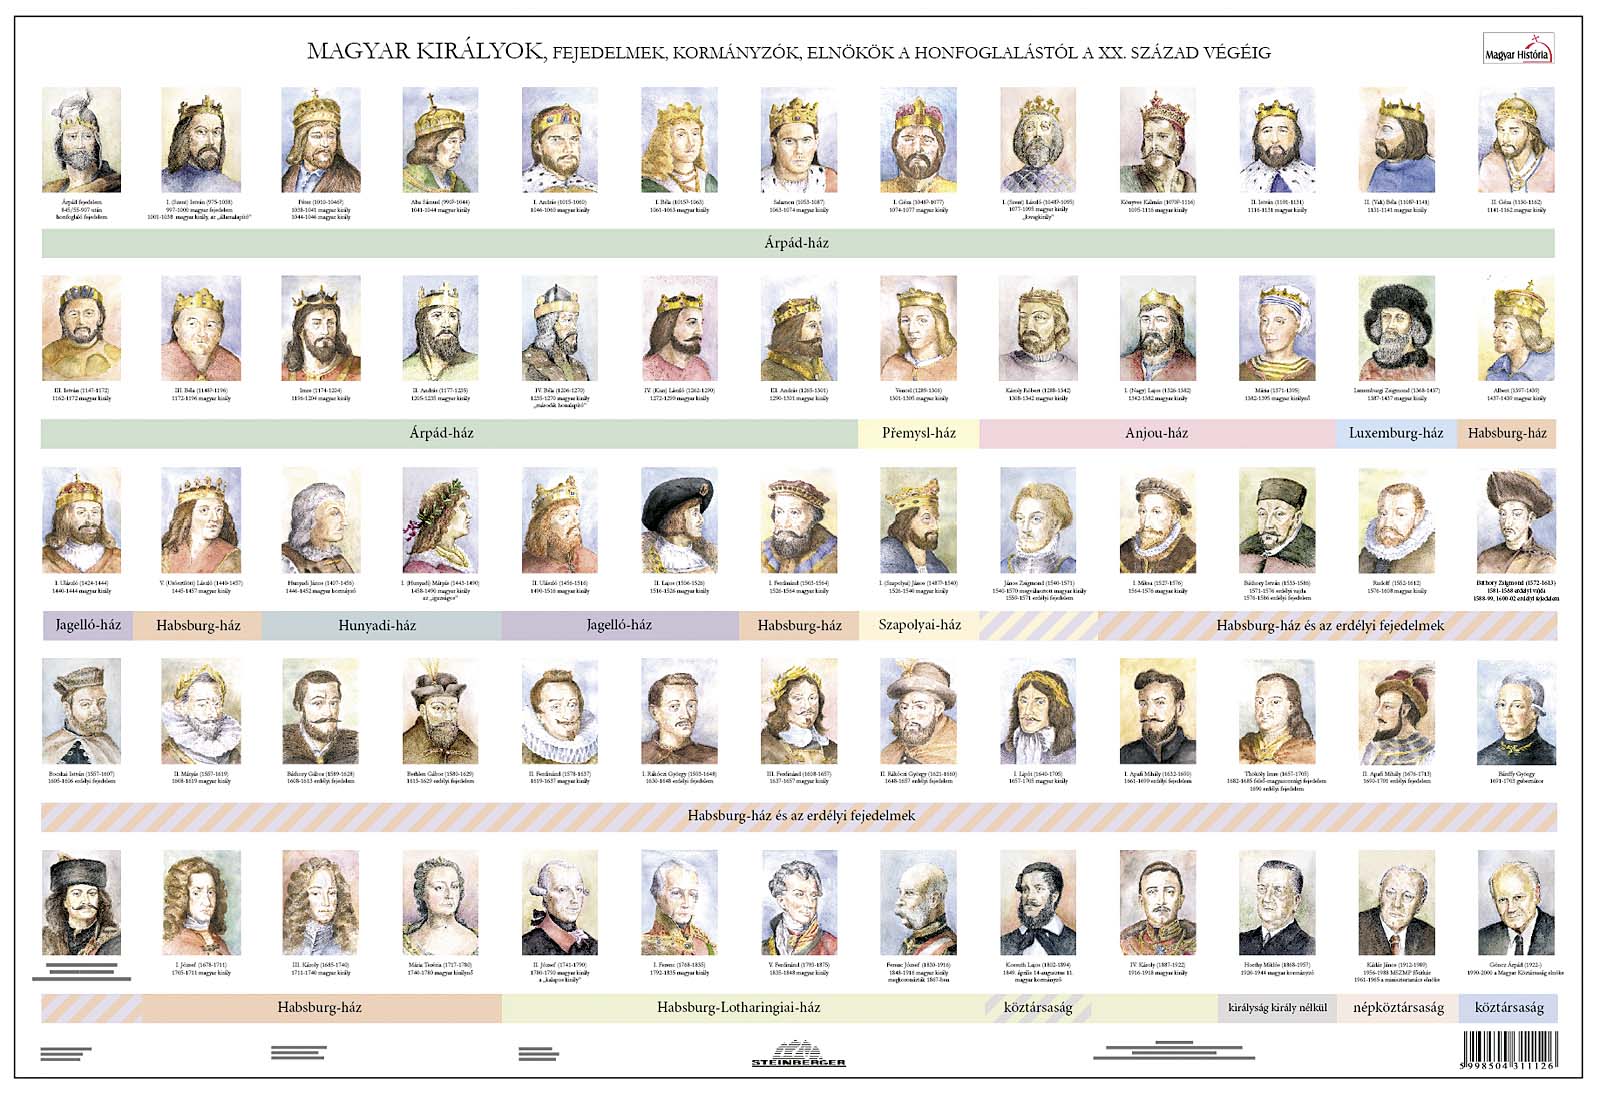 MAGYAR KIRÁLYOK, FEJEDELMEK, KORMÁNYZÓK, ELNÖKÖK A HONFOGLALÁSTÓL A XX. SZÁZAD VÉGÉIG
Magyar História
Árpád fejedelem
845/55-907 után
honfoglaló fejedelem
I. (Szent) István (975-1038)
997-1000 magyar fejedelem
1001-1038 magyar király, az „államalapító”
Péter (1010-1046?)
1038-1041 magyar király
1044-1046 magyar király
Aba Sámuel (990?-1044)
1041-1044 magyar király
I. András (1015-1060)
1046-1060 magyar király
I. Béla (1015?-1063)
1061-1063 magyar király
Salamon (1053-1087)
1063-1074 magyar király
I. Géza (1048?-1077)
1074-1077 magyar király
I. (Szent) László (1048?-1095)
1077-1095 magyar király
„lovagkirály”
Könyves Kálmán (1070?-1116)
1095-1116 magyar király
II. István (1101-1131)
1116-1131 magyar király
II. (Vak) Béla (1108?-1141)
1131-1141 magyar király
II. Géza (1130-1162)
1141-1162 magyar király
Árpád-ház
III. István (1147-1172)
1162-1172 magyar király
III. Béla (1148?-1196)
1172-1196 magyar király
Imre (1174-1204)
1196-1204 magyar király
II. András (1177-1235)
1205-1235 magyar király
IV. Béla (1206-1270)
1235-1270 magyar király
„második honalapító”
IV. (Kun) László (1262-1290)
1272-1290 magyar király
III. András (1265-1301)
1290-1301 magyar király
Vencel (1289-1306)
1301-1305 magyar király
Károly Róbert (1288-1342)
1308-1342 magyar király
I. (Nagy) Lajos (1326-1382)
1342-1382 magyar király
Mária (1371-1395)
1382-1395 magyar királynő
Luxemburgi Zsigmond (1368-1437)
1387-1437 magyar király
Albert (1397-1439)
1437-1439 magyar király
Árpád-ház
Přemysl-ház
Anjou-ház
Luxemburg-ház
Habsburg-ház
I. Ulászló (1424-1444)
1440-1444 magyar király
V. (Utószülött) László (1440-1457)
1445-1457 magyar király
Hunyadi János (1407-1456)
1446-1452 magyar kormányzó
I. (Hunyadi) Mátyás (1443-1490)
1458-1490 magyar király
az „igazságos”
II. Ulászló (1456-1516)
1490-1516 magyar király
II. Lajos (1506-1526)
1516-1526 magyar király
I. Ferdinánd (1503-1564)
1526-1564 magyar király
I. (Szapolyai) János (1487?-1540)
1526-1540 magyar király
János Zsigmond (1540-1571)
1540-1570 megválasztott magyar király
1559-1571 erdélyi fejedelem
I. Miksa (1527-1576)
1564-1576 magyar király
Báthory István (1533-1586)
1571-1576 erdélyi vajda
1576-1586 erdélyi fejedelem
Rudolf (1552-1612)
1576-1608 magyar király
Báthory Zsigmond (1572-1613)
1581-1588 erdélyi vajda
1588-99, 1600-02 erdélyi fejedelem
Jagelló-ház
Habsburg-ház
Hunyadi-ház
Jagelló-ház
Habsburg-ház
Szapolyai-ház
Habsburg-ház és az erdélyi fejedelmek
Bocskai István (1557-1607)
1605-1606 erdélyi fejedelem
II. Mátyás (1557-1619)
1608-1619 magyar király
Báthory Gábor (1589-1628)
1608-1613 erdélyi fejedelem
Bethlen Gábor (1580-1629)
1613-1629 erdélyi fejedelem
II. Ferdinánd (1578-1637)
1619-1637 magyar király
I. Rákóczi György (1593-1648)
1630-1648 erdélyi fejedelem
III. Ferdinánd (1608-1657)
1637-1657 magyar király
II. Rákóczi György (1621-1660)
1648-1657 erdélyi fejedelem
I. Lipót (1640-1705)
1657-1705 magyar király
I. Apafi Mihály (1632-1690)
1661-1690 erdélyi fejedelem
Thököly Imre (1657-1705)
1682-1685 felső-magyarországi fejedelem
1690 erdélyi fejedelem
II. Apafi Mihály (1676-1713)
1690-1701 erdélyi fejedelem
Bánffy György
1691-1703 gubernátor
Habsburg-ház és az erdélyi fejedelmek
I. József (1678-1711)
1705-1711 magyar király
III. Károly (1685-1740)
1711-1740 magyar király
Mária Terézia (1717-1780)
1740-1780 magyar királynő
II. József (1741-1790)
1780-1790 magyar király
a „kalapos király”
I. Ferenc (1768-1835)
1792-1835 magyar király
V. Ferdinánd (1793-1875)
1835-1848 magyar király
Ferenc József (1830-1916)
1848-1916 magyar király
megkoronázták 1867-ben
Kossuth Lajos (1802-1894)
1849. április 14-augusztus 11.
magyar kormányzó
IV. Károly (1887-1922)
1916-1918 magyar király
Horthy Miklós (1868-1957)
1920-1944 magyar kormányzó
Kádár János (1912-1989)
1956-1988 MSZMP főtitkár
1961-1965 a minisztertanács elnöke
Göncz Árpád (1922-)
1990-2000 a Magyar Köztársaság elnöke
Habsburg-ház
Habsburg-Lotharingiai-ház
köztársaság
királyság király nélkül
népköztársaság
köztársaság
STEINBERGER
5998504311126